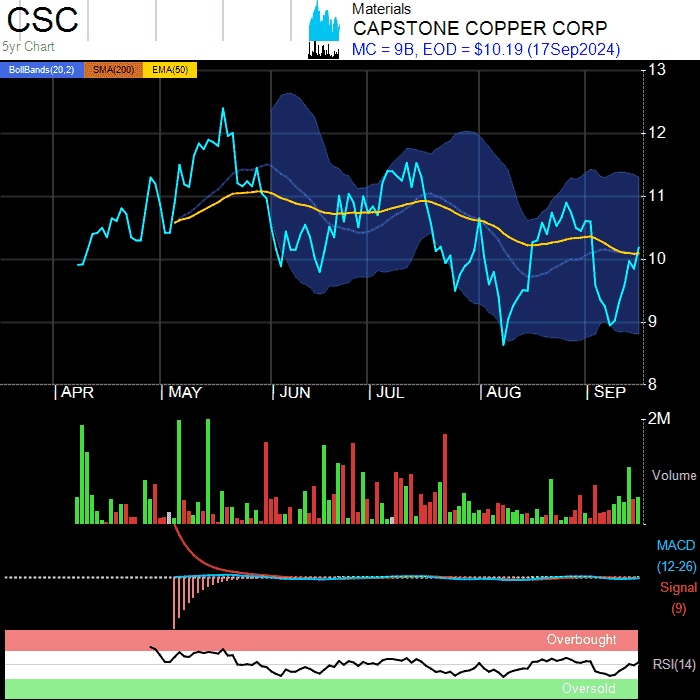 CSC
5yr Chart
Materials
CAPSTONE COPPER CORP
MC = 9B, EOD = $10.19 (17Sep2024)
BollBands(20,2) SMA(200) EMA(50)
13
12
11
10
9
8
APR MAY JUN JUL AUG SEP
2M
Volume
MACD
(12-26)
Signal
(9)
Overbought
RSI(14)
Oversold